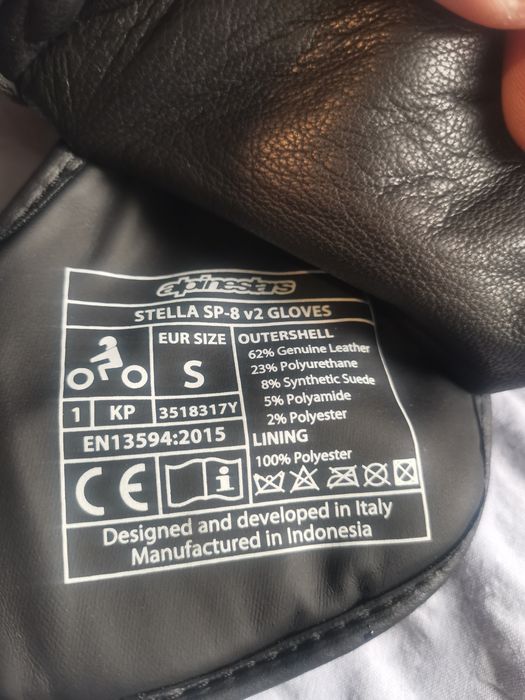 alpinestars
STELLA SP-8 v2 GLOVES
EUR SIZE
S
1 KP 3518317Y
EN13594:2015
CE
i
OUTERSHELL
62% Genuine Leather
23% Polyurethane
8% Synthetic Suede
5% Polyamide
2% Polyester
LINING
100% Polyester
Designed and developed in Italy
Manufactured in Indonesia